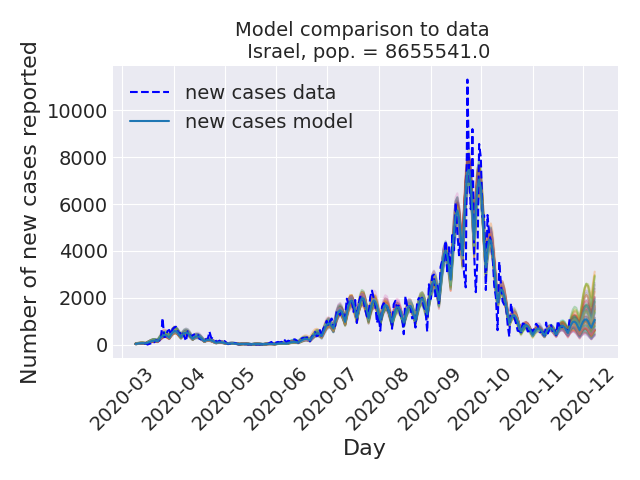 Model comparison to data
Israel, pop. = 8655541.0
Number of new cases reported
10000
8000
6000
4000
2000
0
new cases data
new cases model
2020-03
2020-04
2020-05
2020-06
2020-07
2020-08
2020-09
2020-10
2020-11
2020-12
Day